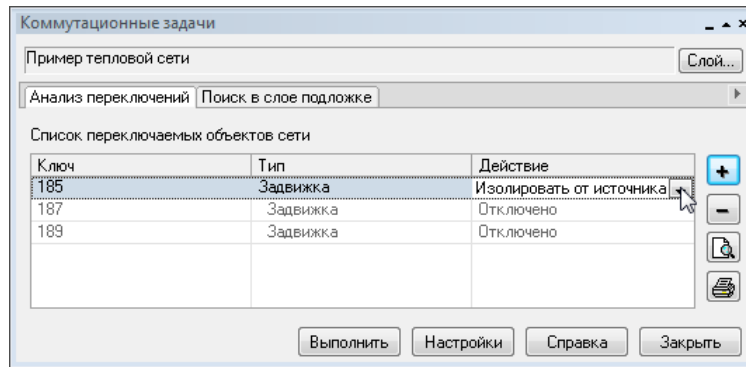 Коммутационные задачи
Пример тепловой сети
Слой...
Анализ переключений Поиск в слое подложке
Список переключаемых объектов сети
Ключ Тип Действие
185 Задвижка Изолировать от источника
187 Задвижка Отключено
189 Задвижка Отключено
Выполнить Настройки Справка Закрыть